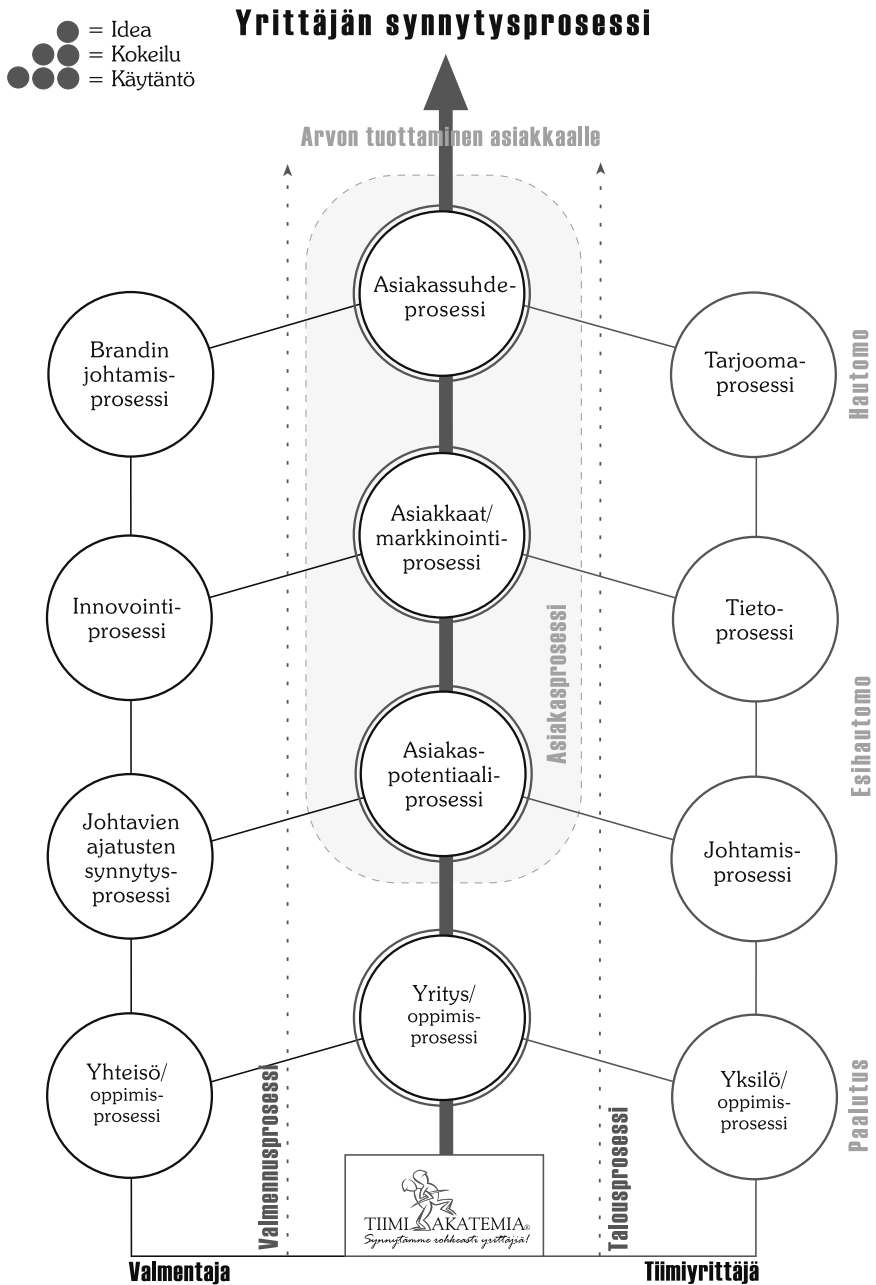 Yrittäjän synnytysprosessi
= Idea
= Kokeilu
= Käytäntö
Arvon tuottaminen asiakkaalle
Asiakassuhde-
prosessi
Brandin
johtamis-
prosessi
Tarjooma-
prosessi
Hautomo
Asiakkaat/
markkinointi-
prosessi
Innovointi-
prosessi
Tieto-
prosessi
Asiakasprosessi
Esihautomo
Asiakas-
potentiaali-
prosessi
Johtavien
ajatusten
synnytys-
prosessi
Johtamis-
prosessi
Yritys/
oppimis-
prosessi
Yhteisö/
oppimis-
prosessi
Yksilö/
oppimis-
prosessi
Paalutus
Valmennusprosessi
Talousprosessi
TIIMIAKATEMIA®
Synnytämme rohkeasti yrittäjiä!
Valmentaja
Tiimiyrittäjä